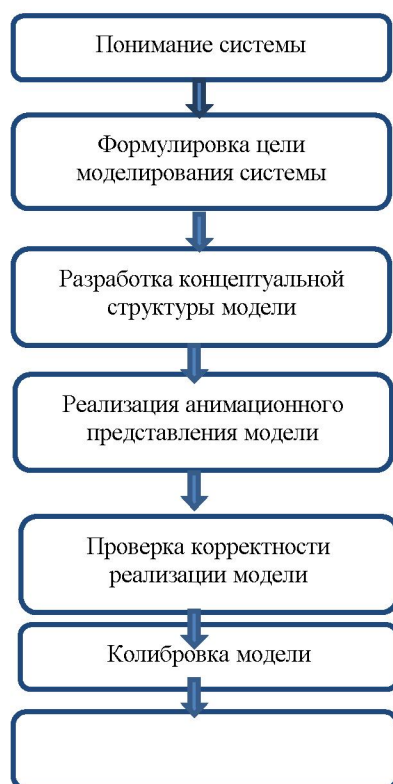 Понимание системы
Формулировка цели
моделирования системы
Разработка концептуальной
структуры модели
Реализация анимационного
представления модели
Проверка корректности
реализации модели
Колибровка модели